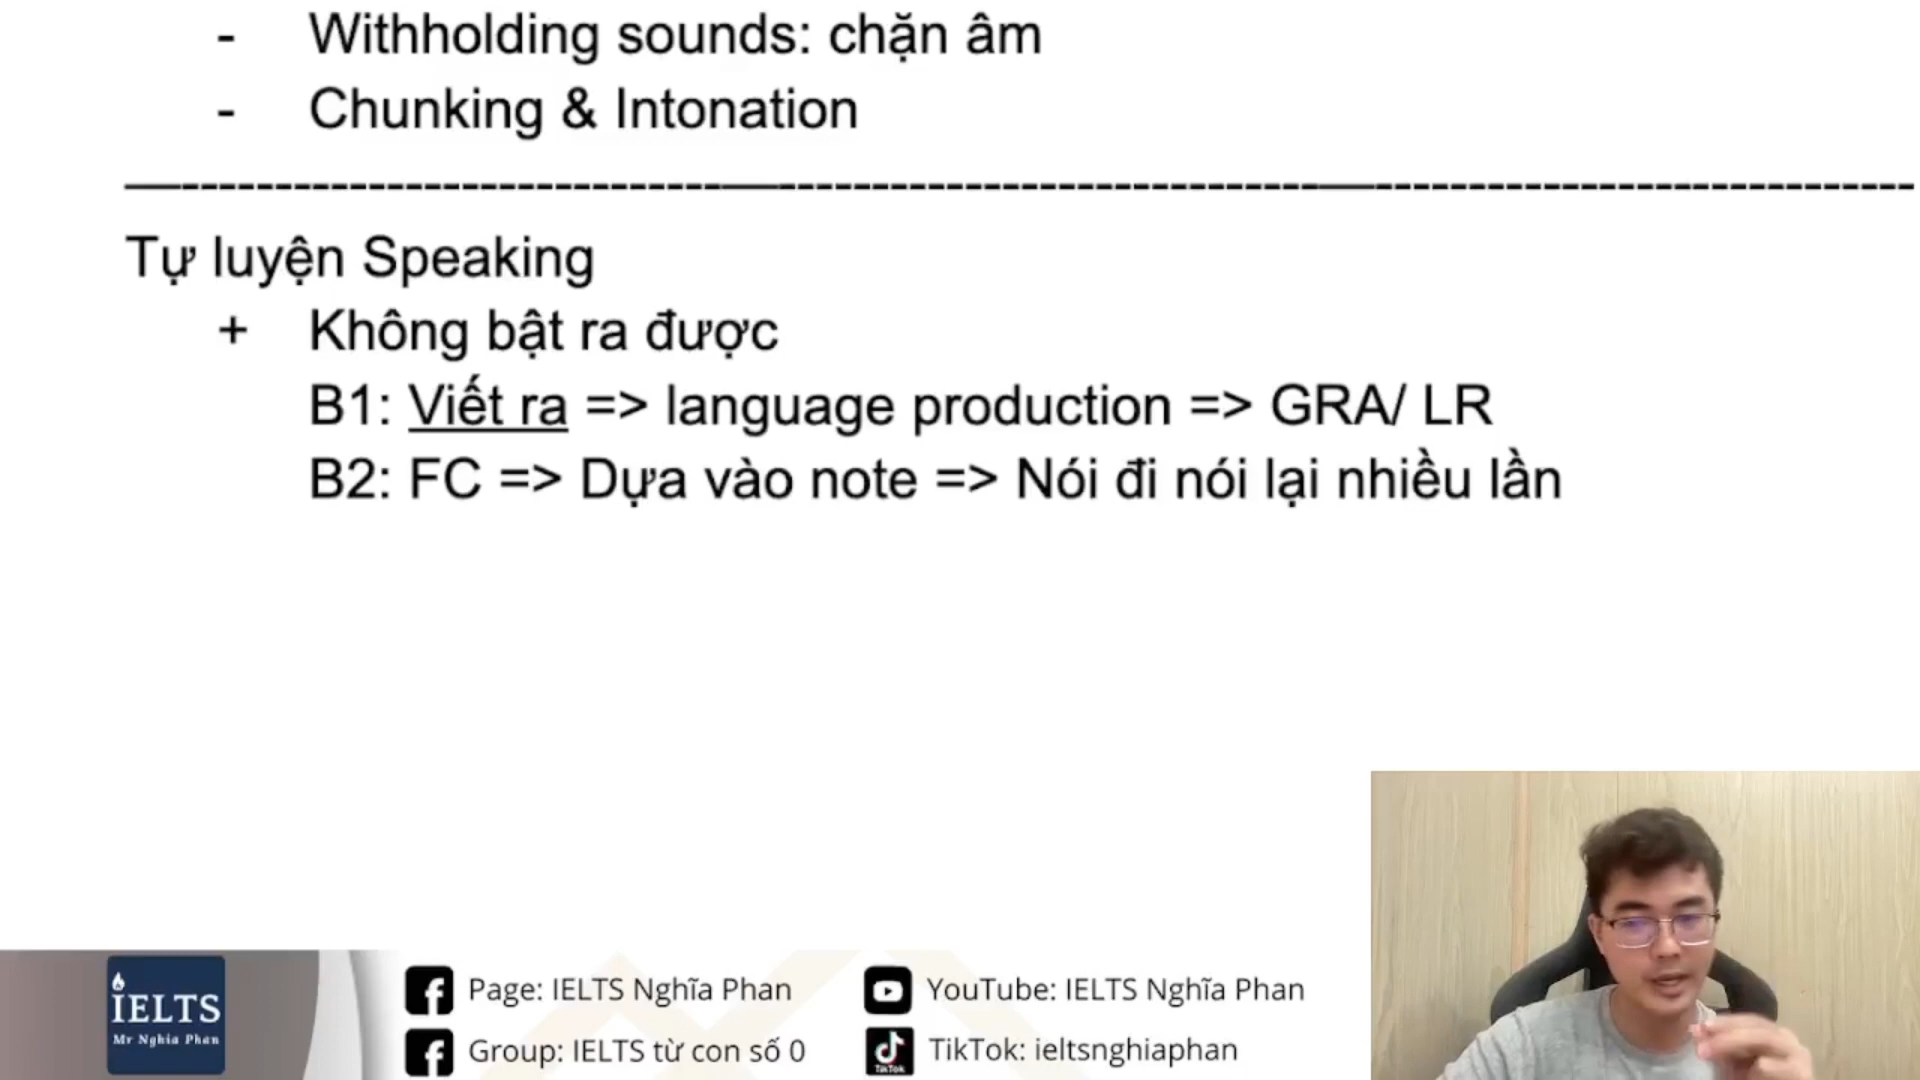 - Withholding sounds: chặn âm
- Chunking & Intonation
—-----------------------------—-----------------------------—-----------------------------
Tự luyện Speaking
+ Không bật ra được
B1: Viết ra => language production => GRA/ LR
B2: FC => Dựa vào note => Nói đi nói lại nhiều lần
IELTS
Mr Nghia Phan
Page: IELTS Nghĩa Phan
Group: IELTS từ con số 0
YouTube: IELTS Nghĩa Phan
TikTok
TikTok: ieltsnghiaphan